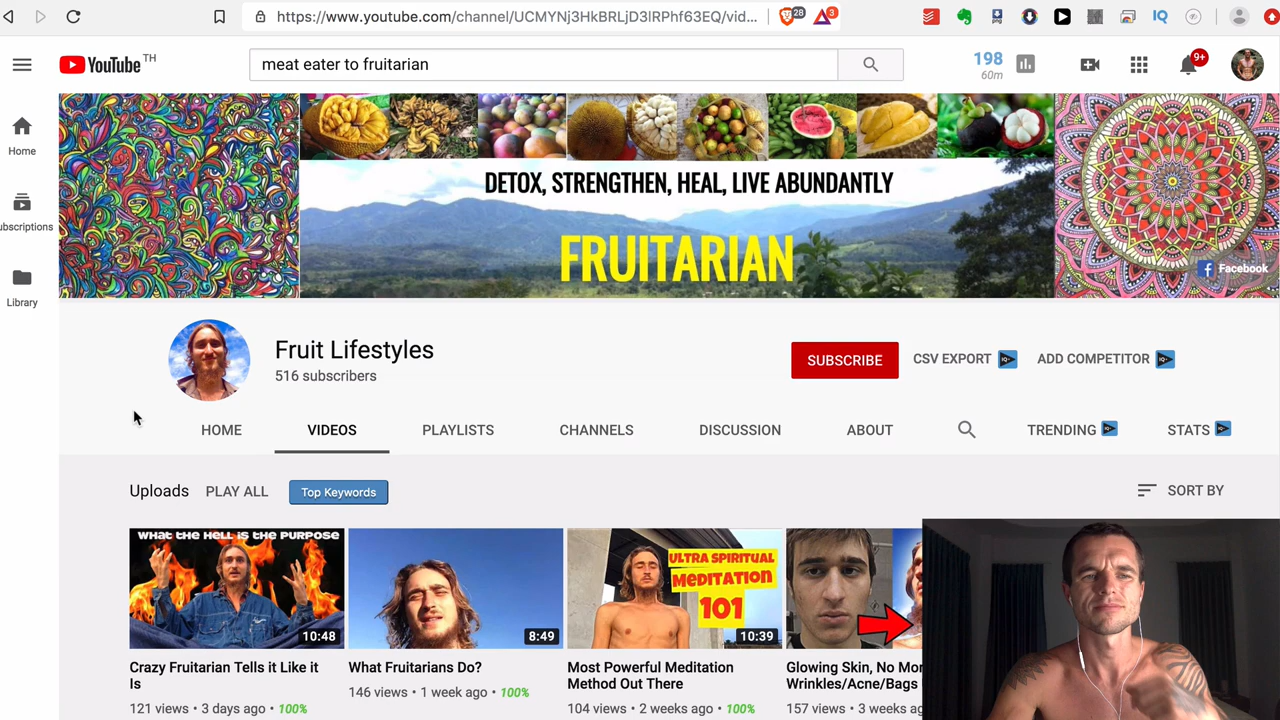 https://www.youtube.com/channel/UCMYNj3HkBRLjD3lRPhf63EQ/vid...
28
3
IQ
YouTube TH
meat eater to fruitarian
198
60m
9+
Home
ubscriptions
Library
DETOX, STRENGTHEN, HEAL, LIVE ABUNDANTLY
FRUITARIAN
Facebook
Fruit Lifestyles
516 subscribers
SUBSCRIBE
CSV EXPORT
ADD COMPETITOR
HOME
VIDEOS
PLAYLISTS
CHANNELS
DISCUSSION
ABOUT
TRENDING
STATS
Uploads
PLAY ALL
Top Keywords
SORT BY
WHAT THE HELL IS THE PURPOSE
10:48
8:49
ULTRA SPIRITUAL
MEDITATION
101
10:39
Crazy Fruitarian Tells it Like it
Is
121 views • 3 days ago • 100%
What Fruitarians Do?
146 views • 1 week ago • 100%
Most Powerful Meditation
Method Out There
104 views • 2 weeks ago • 100%
Glowing Skin, No Mor
Wrinkles/Acne/Bags
157 views • 3 weeks ag